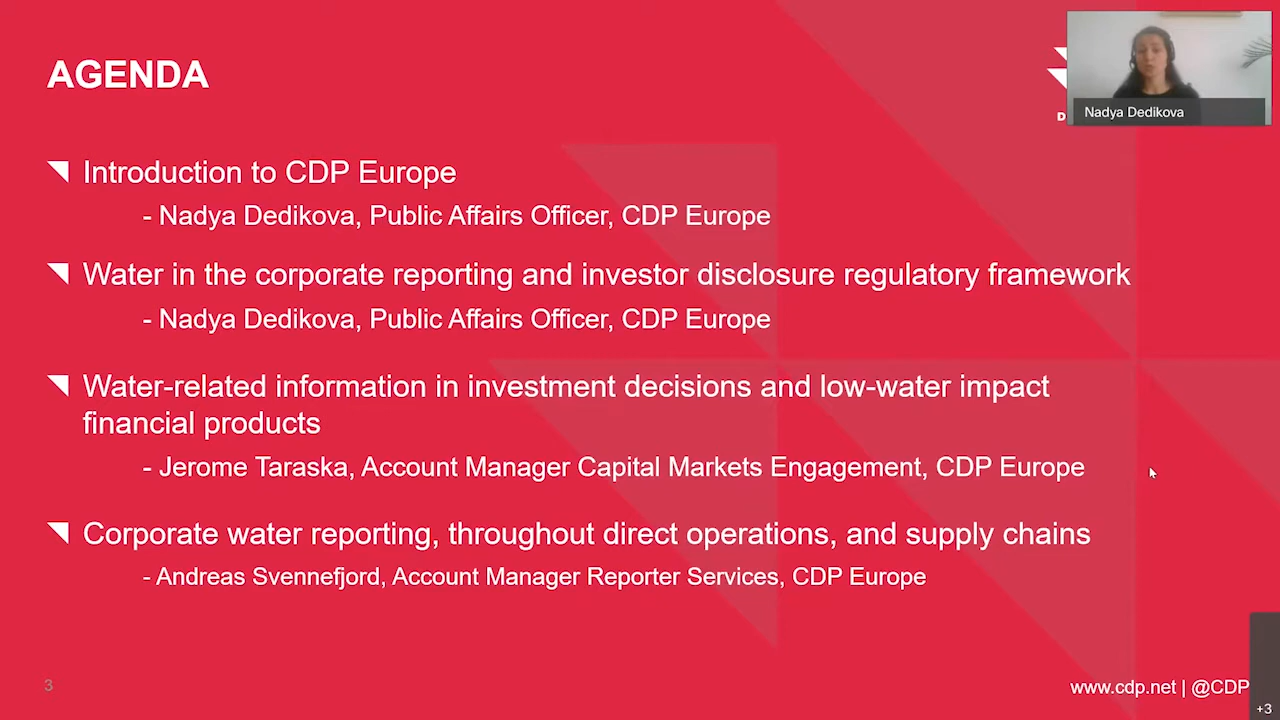 AGENDA
D
Nadya Dedikova
Introduction to CDP Europe
- Nadya Dedikova, Public Affairs Officer, CDP Europe
Water in the corporate reporting and investor disclosure regulatory framework
- Nadya Dedikova, Public Affairs Officer, CDP Europe
Water-related information in investment decisions and low-water impact
financial products
- Jerome Taraska, Account Manager Capital Markets Engagement, CDP Europe
Corporate water reporting, throughout direct operations, and supply chains
- Andreas Svennefjord, Account Manager Reporter Services, CDP Europe
3
www.cdp.net | @CDP
+3